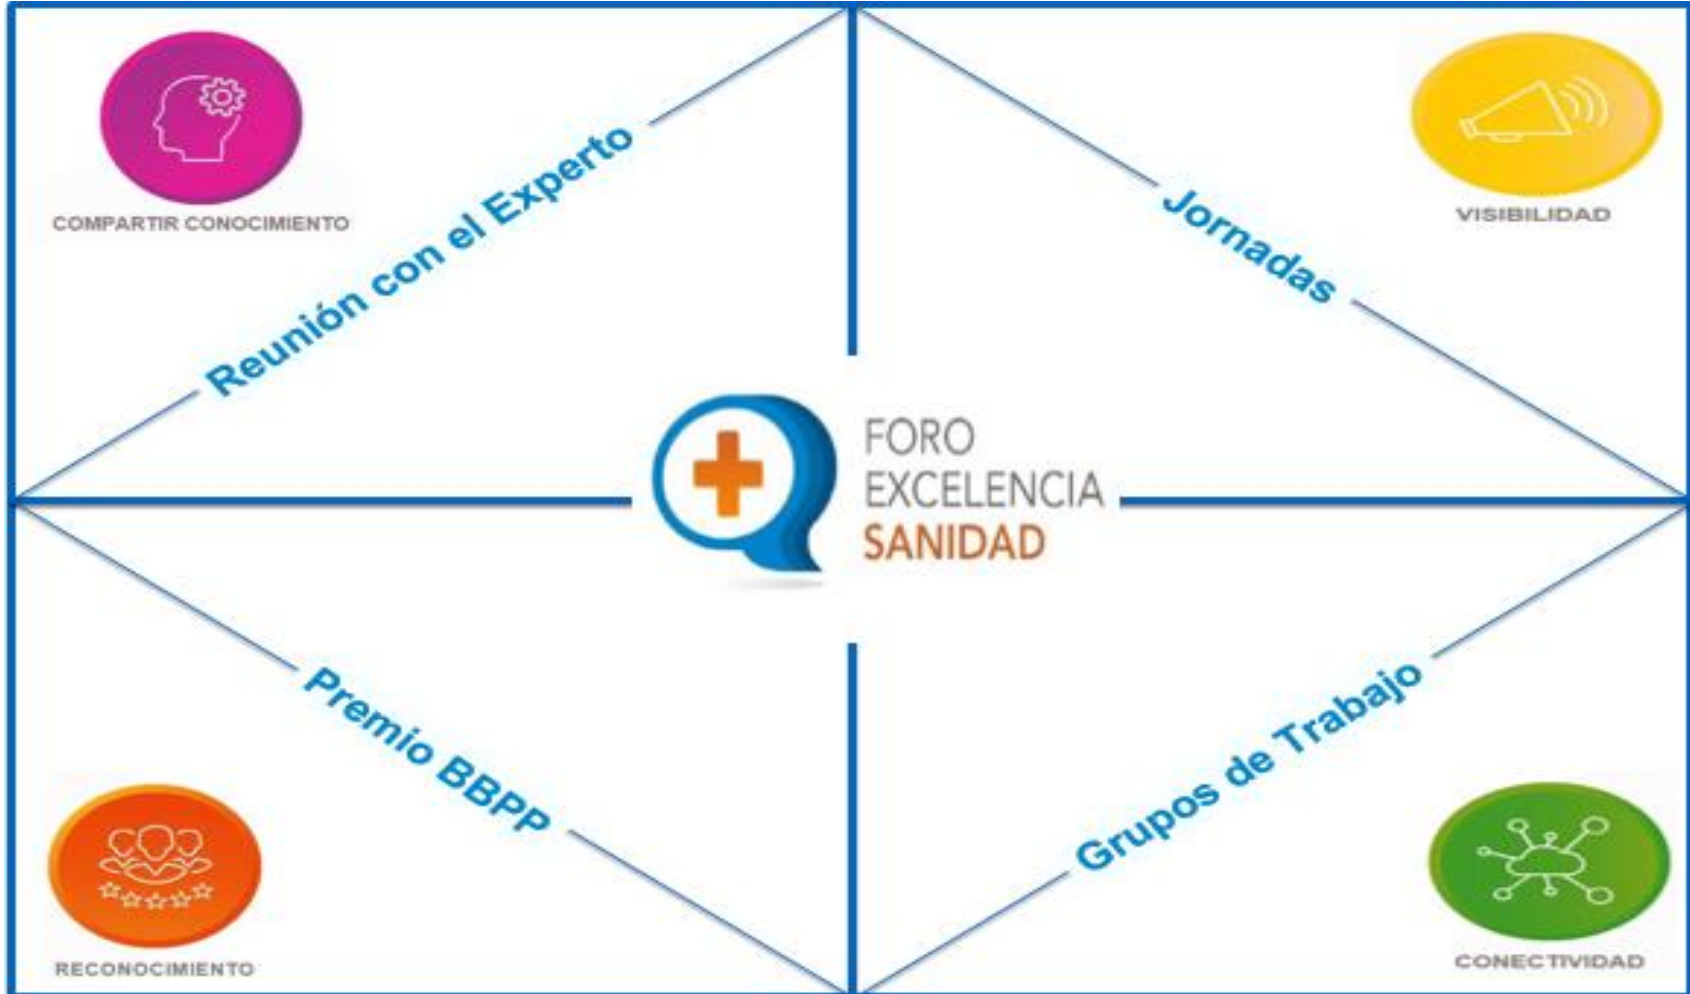 COMPARTIR CONOCIMIENTO
Reunión con el Experto
Jornadas
VISIBILIDAD
FORO
EXCELENCIA
SANIDAD
Premio BBPP
Grupos de Trabajo
RECONOCIMIENTO
CONECTIVIDAD